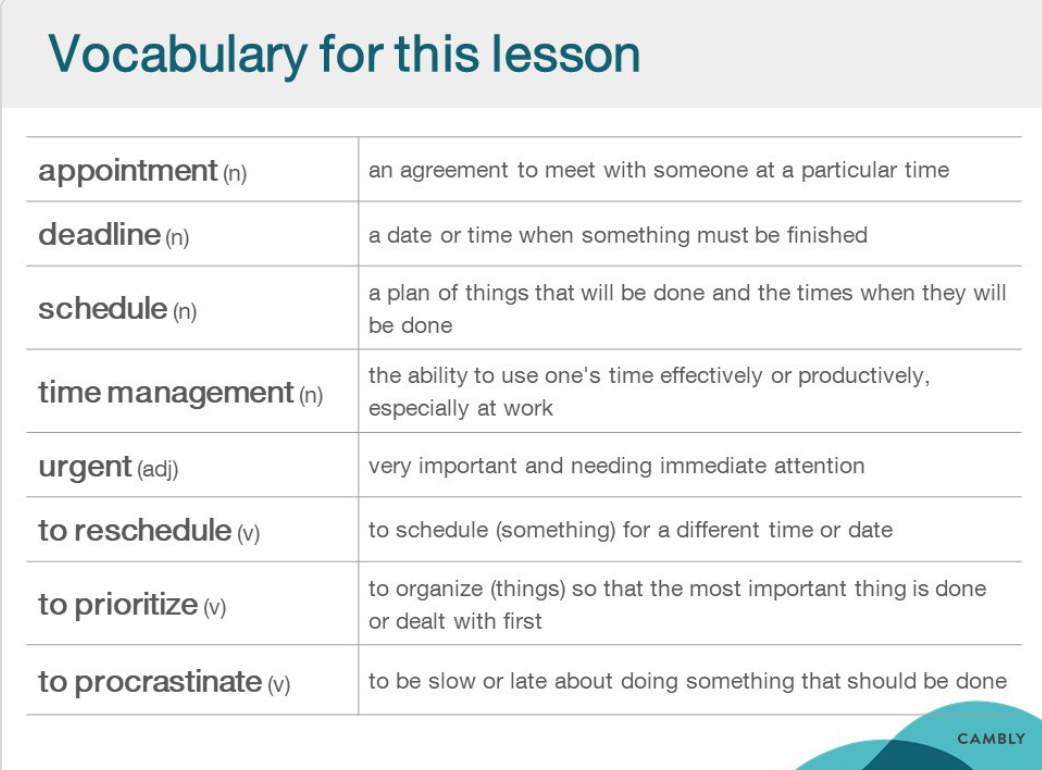 Vocabulary for this lesson
appointment (n)
an agreement to meet with someone at a particular time
deadline (n)
a date or time when something must be finished
schedule (n)
a plan of things that will be done and the times when they will
be done
time management (n)
the ability to use one's time effectively or productively,
especially at work
urgent (adj)
very important and needing immediate attention
to reschedule (v)
to schedule (something) for a different time or date
to prioritize (v)
to organize (things) so that the most important thing is done
or dealt with first
to procrastinate (v)
to be slow or late about doing something that should be done
CAMBLY